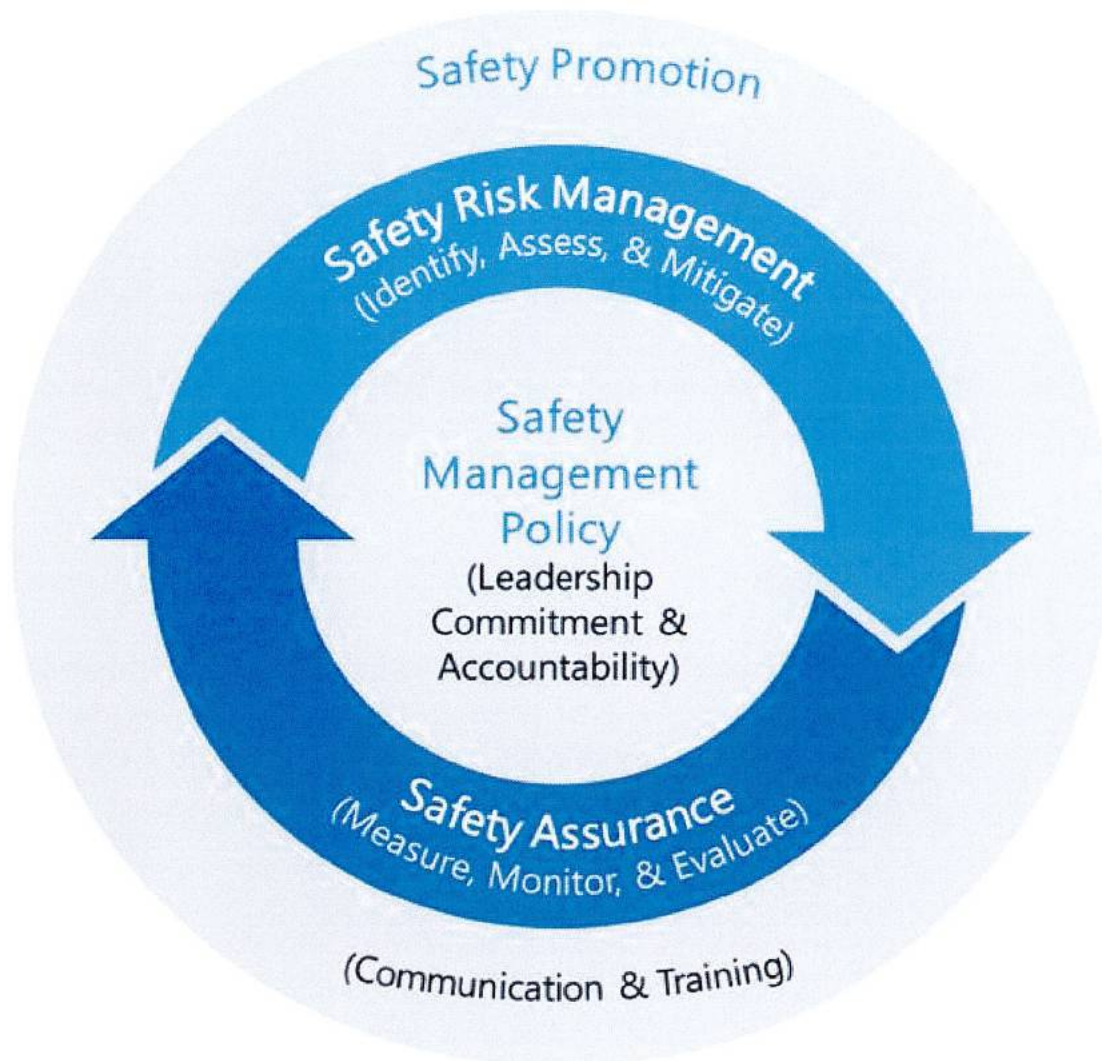 Safety Promotion
Safety Risk Management
(Identify, Assess, & Mitigate)
Safety
Management
Policy
(Leadership
Commitment &
Accountability)
Safety Assurance
(Measure, Monitor, & Evaluate)
(Communication & Training)